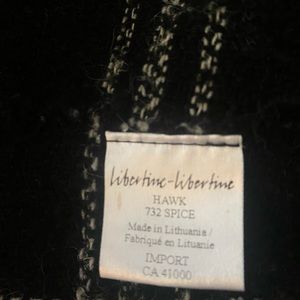 libertine-libertine
HAWK
732 SPICE
Made in Lithuania/
Fabriqué en Lituanie
IMPORT
CA 41000